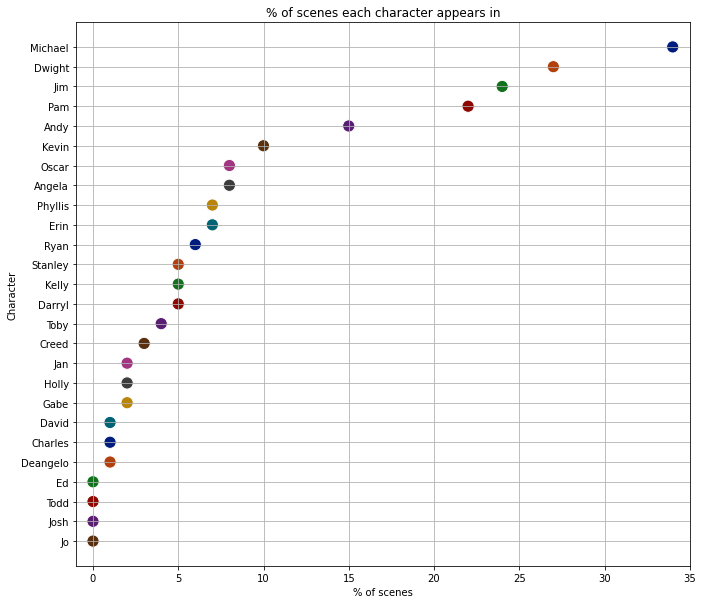 % of scenes each character appears in
Character
Michael
Dwight
Jim
Pam
Andy
Kevin
Oscar
Angela
Phyllis
Erin
Ryan
Stanley
Kelly
Darryl
Toby
Creed
Jan
Holly
Gabe
David
Charles
Deangelo
Ed
Todd
Josh
Jo
0 5 10 15 20 25 30 35
% of scenes